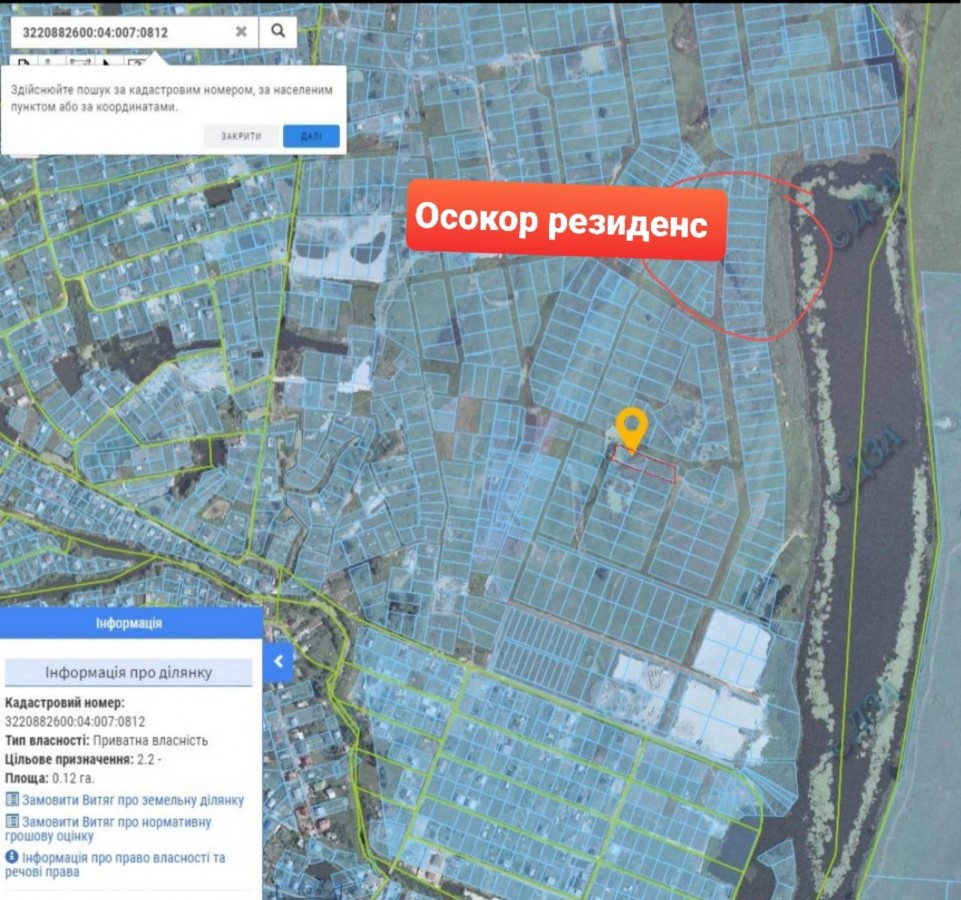 3220882600:04:007:0812
Здійснюйте пошук за кадастровим номером, за населеним
пунктом або за координатами.
ЗАКРИТИ
ДАЛІ
Осокор резиденс
© ДЗА
© ДЗА
© ДЗА
Інформація
Інформація про ділянку
Кадастровий номер:
3220882600:04:007:0812
Тип власності: Приватна власність
Цільове призначення: 2.2 -
Площа: 0.12 га.
Замовити Витяг про земельну ділянку
Замовити Витяг про нормативну
грошову оцінку
Інформація про право власності та
речові права